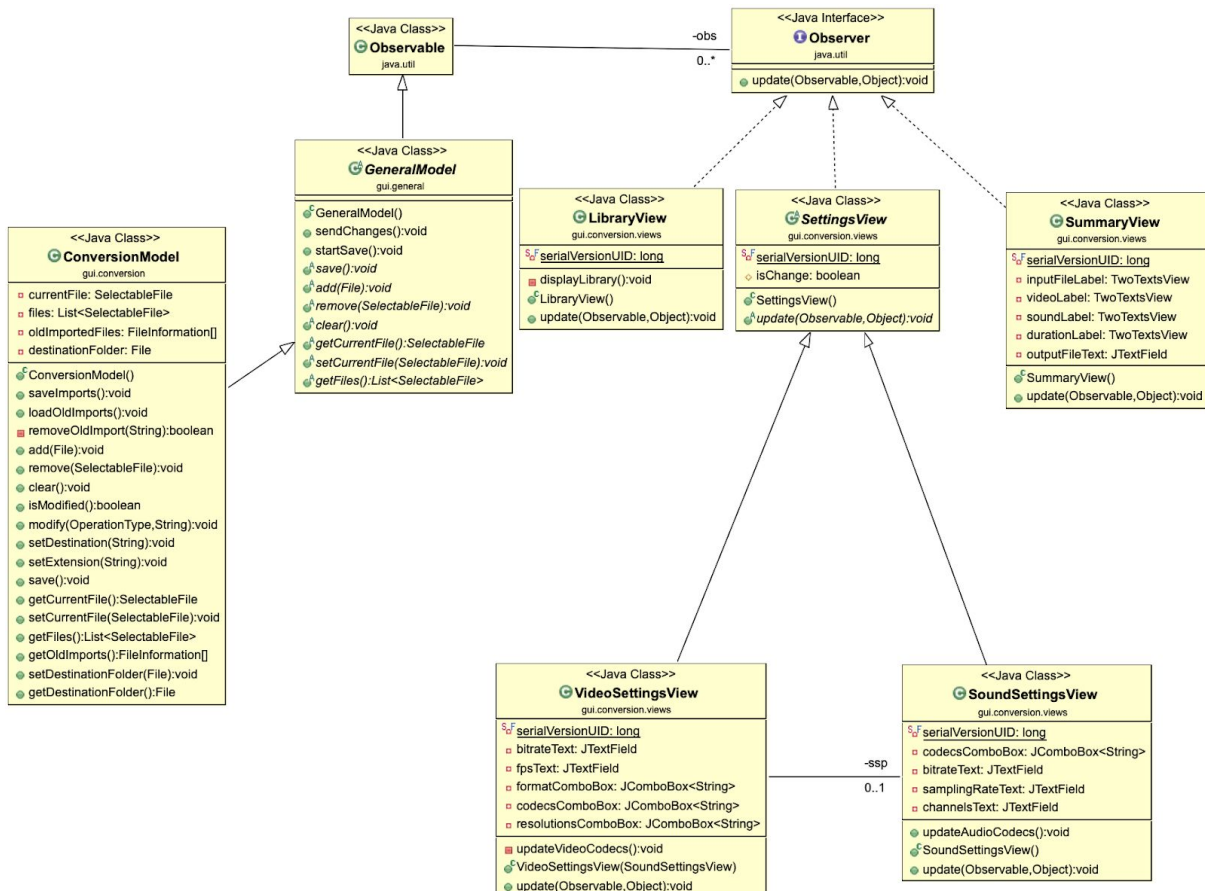 <<Java Class>>
Observable
java.util
-obs
0..*
<<Java Interface>>
Observer
java.util
update(Observable,Object):void
<<Java Class>>
GeneralModel
gui.general
GeneralModel()
sendChanges():void
startSave():void
save():void
add(File):void
remove(SelectableFile):void
clear():void
getCurrentFile():SelectableFile
setCurrentFile(SelectableFile):void
getFiles():List<SelectableFile>
<<Java Class>>
LibraryView
gui.conversion.views
serialVersionUID: long
displayLibrary():void
LibraryView()
update(Observable,Object):void
<<Java Class>>
SettingsView
gui.conversion.views
serialVersionUID: long
isChange: boolean
SettingsView()
update(Observable,Object):void
<<Java Class>>
SummaryView
gui.conversion.views
serialVersionUID: long
inputFileLabel: TwoTextsView
videoLabel: TwoTextsView
soundLabel: TwoTextsView
durationLabel: TwoTextsView
outputFileText: JTextField
SummaryView()
update(Observable,Object):void
<<Java Class>>
ConversionModel
gui.conversion
currentFile: SelectableFile
files: List<SelectableFile>
oldImportedFiles: FileInformation[]
destinationFolder: File
ConversionModel()
saveImports():void
loadOldImports():void
removeOldImport(String):boolean
add(File):void
remove(SelectableFile):void
clear():void
isModified():boolean
modify(OperationType,String):void
setDestination(String):void
setExtension(String):void
save():void
getCurrentFile():SelectableFile
setCurrentFile(SelectableFile):void
getFiles():List<SelectableFile>
getOldImports():FileInformation[]
setDestinationFolder(File):void
getDestinationFolder():File
<<Java Class>>
VideoSettingsView
gui.conversion.views
serialVersionUID: long
bitrateText: JTextField
fpsText: JTextField
formatComboBox: JComboBox<String>
codecsComboBox: JComboBox<String>
resolutionsComboBox: JComboBox<String>
updateVideoCodecs():void
VideoSettingsView(SoundSettingsView)
update(Observable,Object):void
-ssp
0..1
<<Java Class>>
SoundSettingsView
gui.conversion.views
serialVersionUID: long
codecsComboBox: JComboBox<String>
bitrateText: JTextField
samplingRateText: JTextField
channelsText: JTextField
updateAudioCodecs():void
SoundSettingsView()
update(Observable,Object):void